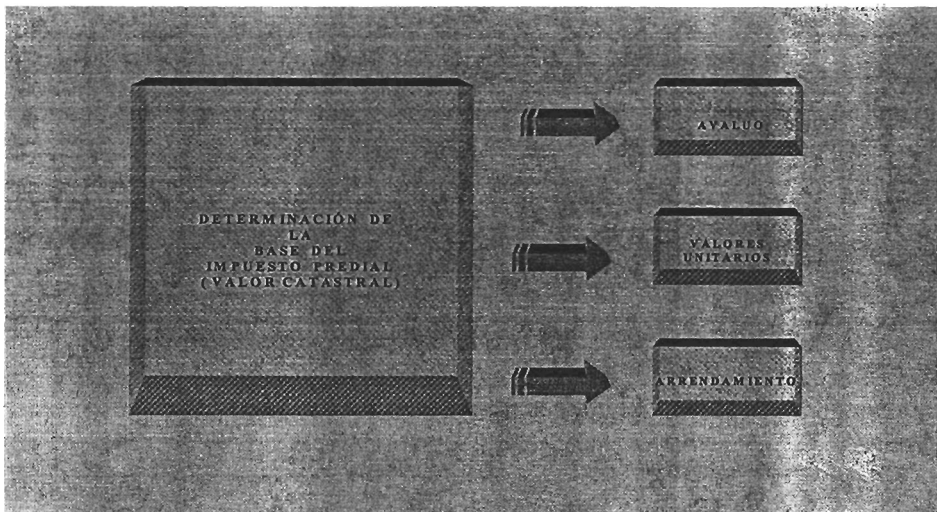 DETERMINACIÓN DE
LA
BASE DEL
IMPUESTO PREDIAL
(VALOR CATASTRAL)
AVALUO
VALORES
UNITARIOS
ARRENDAMIENTO